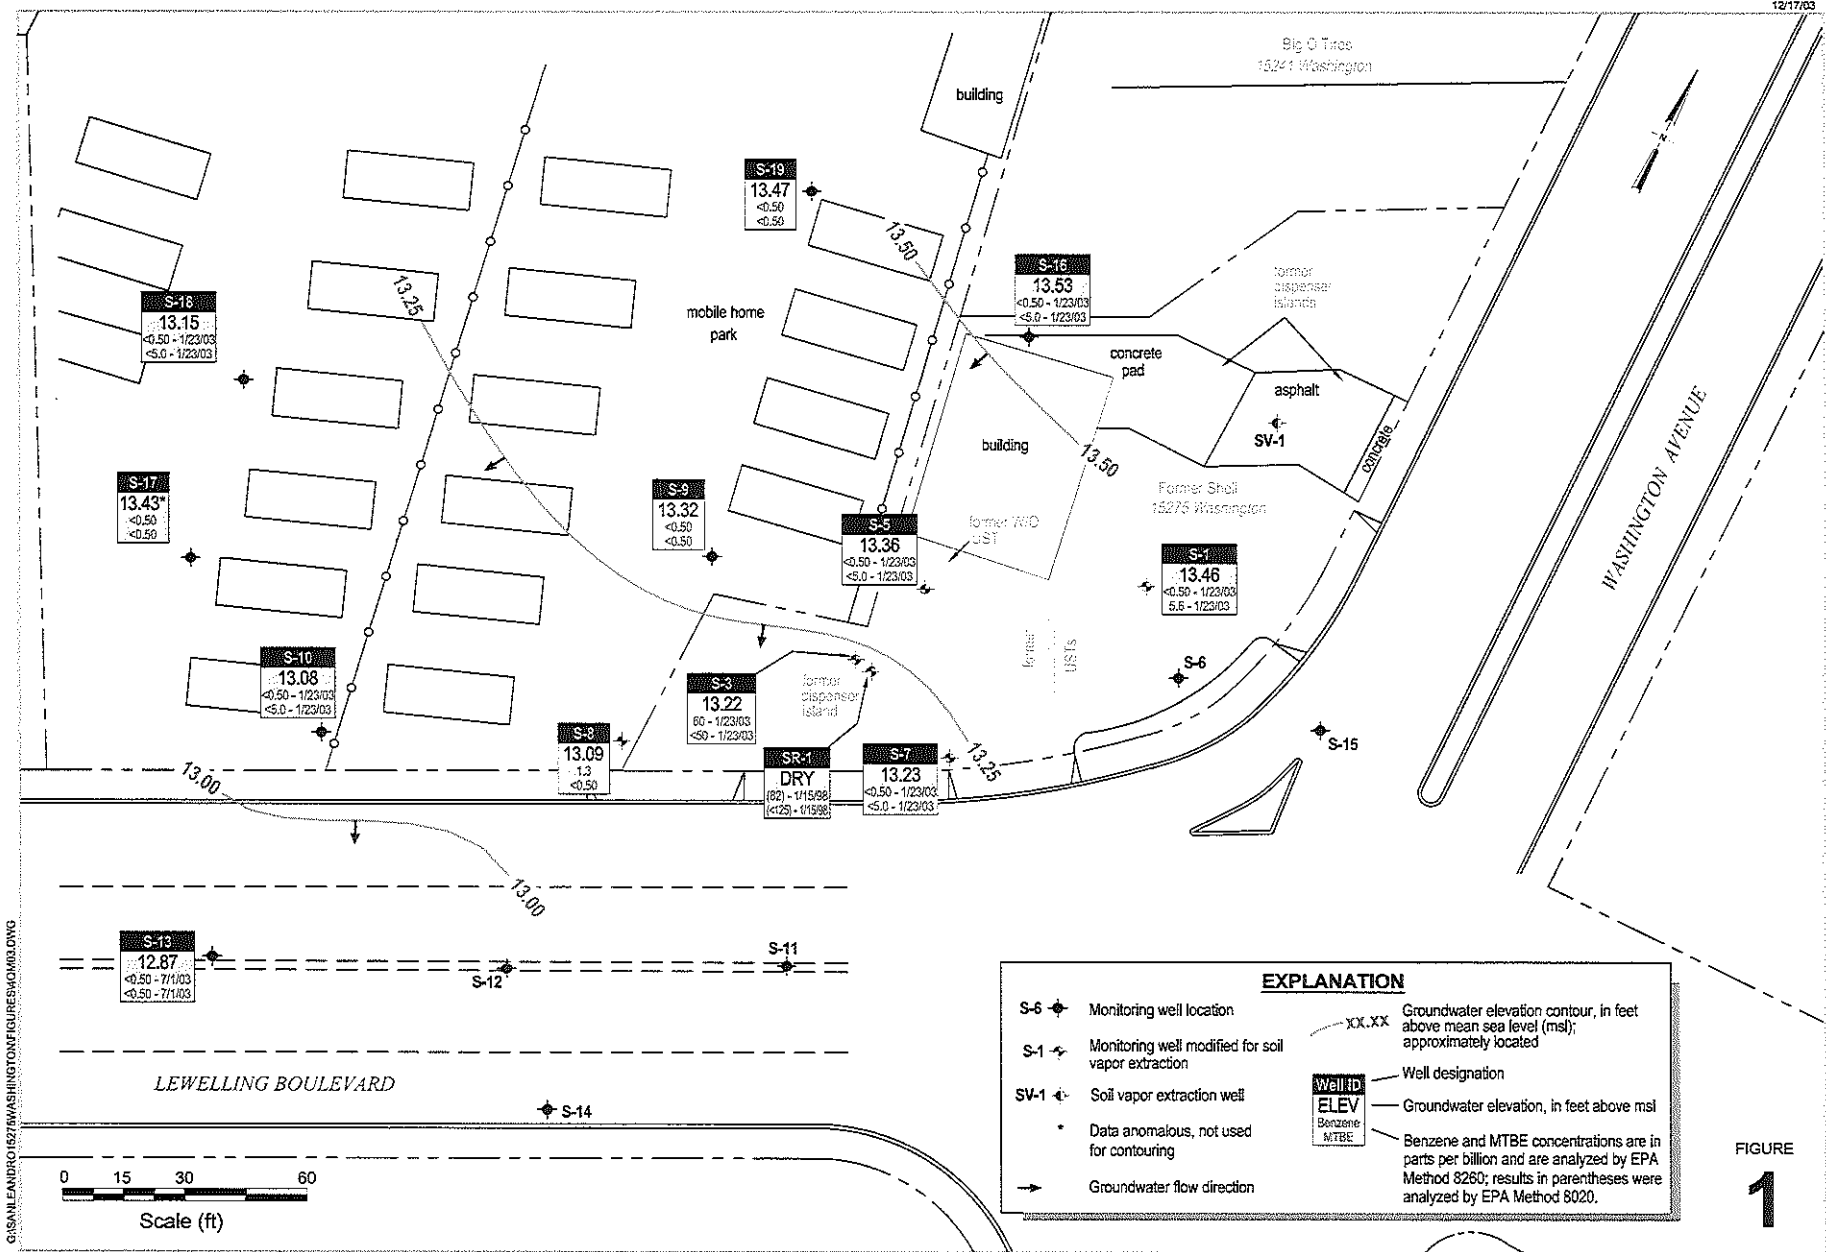 12/17/03
Big O Tires
15241 Washington
building
S-19
13.47
<0.50
<0.50
13.50
S-16
13.53
<0.50 - 1/23/03
<5.0 - 1/23/03
former
dispenser
islands
N
13.25
S-18
13.15
<0.50 - 1/23/03
<5.0 - 1/23/03
mobile home
park
concrete
pad
asphalt
SV-1
concrete
WASHINGTON AVENUE
building
13.50
S-17
13.43*
<0.50
<0.50
S-9
13.32
<0.50
<0.50
Former Shell
15275 Washington
former W/O
UST
S-5
13.36
<0.50 - 1/23/03
<5.0 - 1/23/03
S-1
13.46
<0.50 - 1/23/03
5.6 - 1/23/03
former
USTs
S-6
S-10
13.08
<0.50 - 1/23/03
<5.0 - 1/23/03
S-3
13.22
60 - 1/23/03
<50 - 1/23/03
former
dispenser
island
S-8
13.09
1.3
<0.50
SR-1
DRY
(82) - 1/15/98
(<125) - 1/15/98
S-7
13.23
<0.50 - 1/23/03
<5.0 - 1/23/03
13.25
S-15
13.00
13.00
S-13
12.87
<0.50 - 7/1/03
<0.50 - 7/1/03
S-12
S-11
LEWELLING BOULEVARD
S-14
0 15 30 60
Scale (ft)
EXPLANATION
S-6 Monitoring well location
S-1 Monitoring well modified for soil
vapor extraction
SV-1 Soil vapor extraction well
* Data anomalous, not used
for contouring
Groundwater flow direction
XX.XX Groundwater elevation contour, in feet
above mean sea level (msl);
approximately located
Well ID
ELEV
Benzene
MTBE
Well designation
Groundwater elevation, in feet above msl
Benzene and MTBE concentrations are in
parts per billion and are analyzed by EPA
Method 8260; results in parentheses were
analyzed by EPA Method 8020.
FIGURE
1
G:\SANLEANDRO15275\WASHINGTON\FIGURES\4QM03.DWG